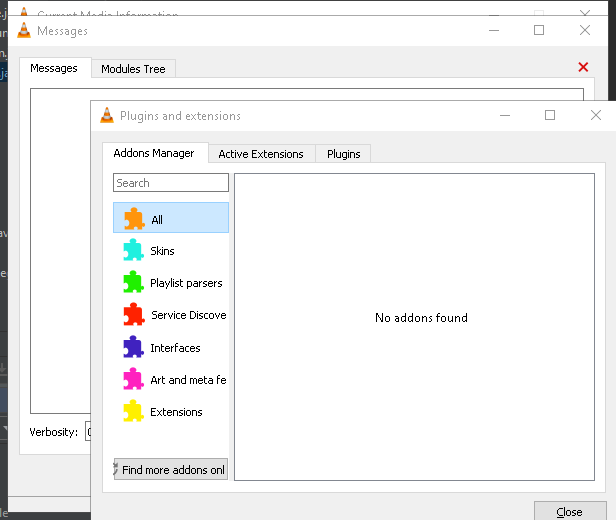 Current Media Information
Messages
Messages
Modules Tree
Plugins and extensions
Addons Manager
Active Extensions
Plugins
Search
All
Skins
Playlist parsers
Service Discove
Interfaces
Art and meta fe
Extensions
No addons found
Verbosity:
Find more addons onl
Close